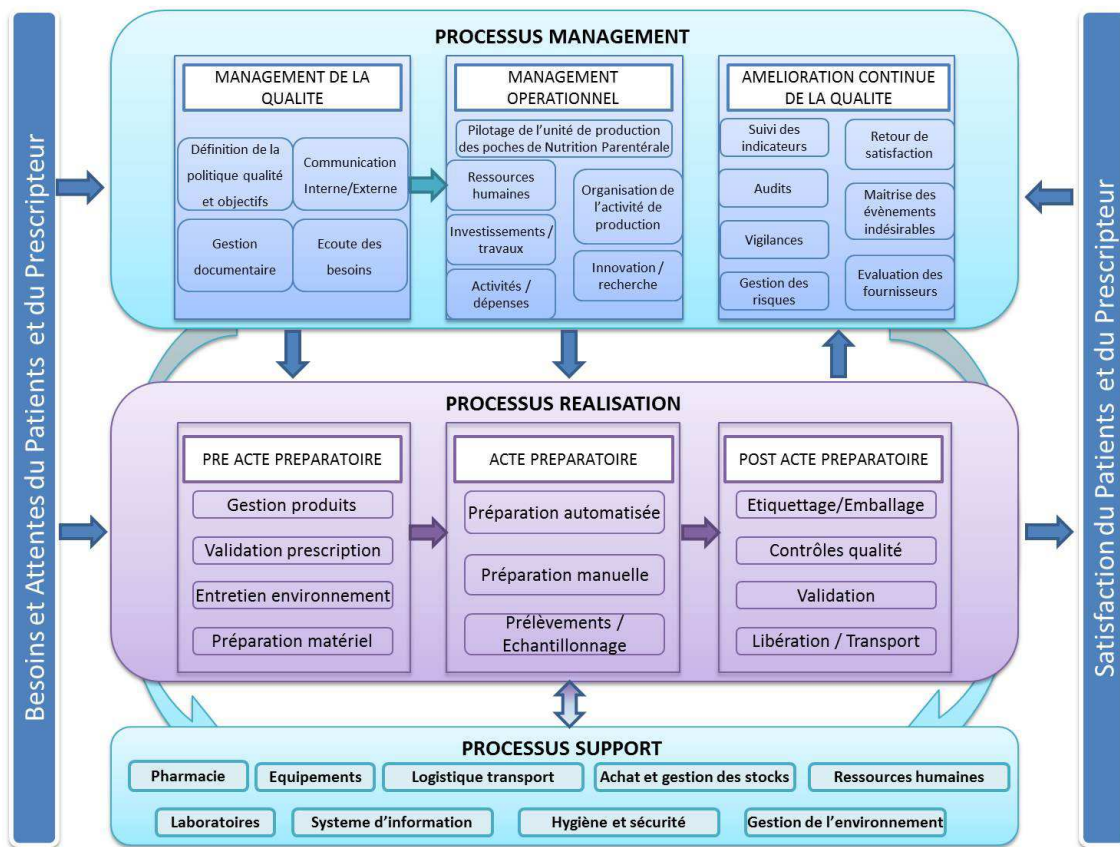 Besoins et Attentes du Patients et du Prescripteur
PROCESSUS MANAGEMENT
MANAGEMENT DE LA
QUALITE
Définition de la
politique qualité
et objectifs
Communication
Interne/Externe
Gestion
documentaire
Ecoute des
besoins
MANAGEMENT
OPERATIONNEL
Pilotage de l'unité de production
des poches de Nutrition Parentérale
Ressources
humaines
Organisation de
l'activité de
production
Investissements /
travaux
Activités /
dépenses
Innovation /
recherche
AMELIORATION CONTINUE
DE LA QUALITE
Suivi des
indicateurs
Retour de
satisfaction
Audits
Maitrise des
évènements
indésirables
Vigilances
Gestion des
risques
Evaluation des
fournisseurs
PROCESSUS REALISATION
PRE ACTE PREPARATOIRE
Gestion produits
Validation prescription
Entretien environnement
Préparation matériel
ACTE PREPARATOIRE
Préparation automatisée
Préparation manuelle
Prélèvements /
Echantillonnage
POST ACTE PREPARATOIRE
Etiquettage/Emballage
Contrôles qualité
Validation
Libération / Transport
PROCESSUS SUPPORT
Pharmacie
Equipements
Logistique transport
Achat et gestion des stocks
Ressources humaines
Laboratoires
Systeme d'information
Hygiène et sécurité
Gestion de l'environnement
Satisfaction du Patients et du Prescripteur